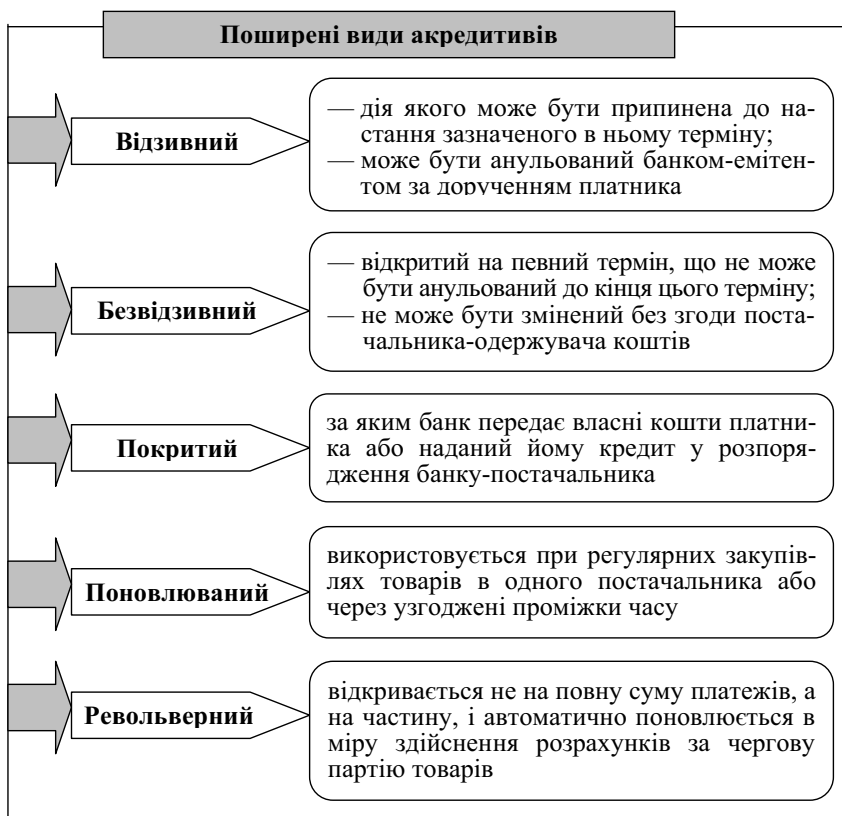 Поширені види акредитивів
Відзивний
— дія якого може бути припинена до на-
стання зазначеного в ньому терміну;
— може бути анульований банком-емітен-
том за дорученням платника
Безвідзивний
— відкритий на певний термін, що не може
бути анульований до кінця цього терміну;
— не може бути змінений без згоди поста-
чальника-одержувача коштів
Покритий
за яким банк передає власні кошти платни-
ка або наданий йому кредит у розпоря-
дження банку-постачальника
Поновлюваний
використовується при регулярних закупів-
лях товарів в одного постачальника або
через узгоджені проміжки часу
Револьверний
відкривається не на повну суму платежів, а
на частину, і автоматично поновлюється в
міру здійснення розрахунків за чергову
партію товарів